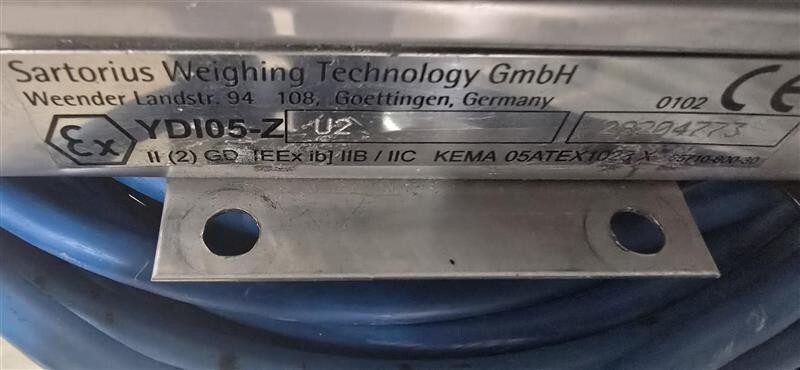 Sartorius Weighing Technology GmbH
Weender Landstr. 94 108, Goettingen, Germany 0102 CE
Ex YDI05-Z U2 28204773
II (2) GD [EEx ib] IIB / IIC KEMA 05ATEX1023 X